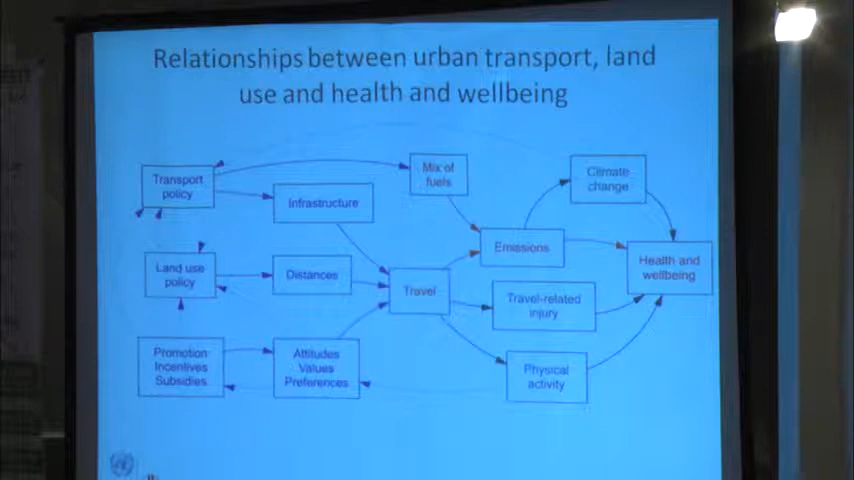 Relationships between urban transport, land
use and health and wellbeing
Transport
policy
Mix of
fuels
Climate
change
Infrastructure
Emissions
Health and
wellbeing
Land use
policy
Distances
Travel
Travel-related
injury
Promotion
Incentives
Subsidies
Attitudes
Values
Preferences
Physical
activity